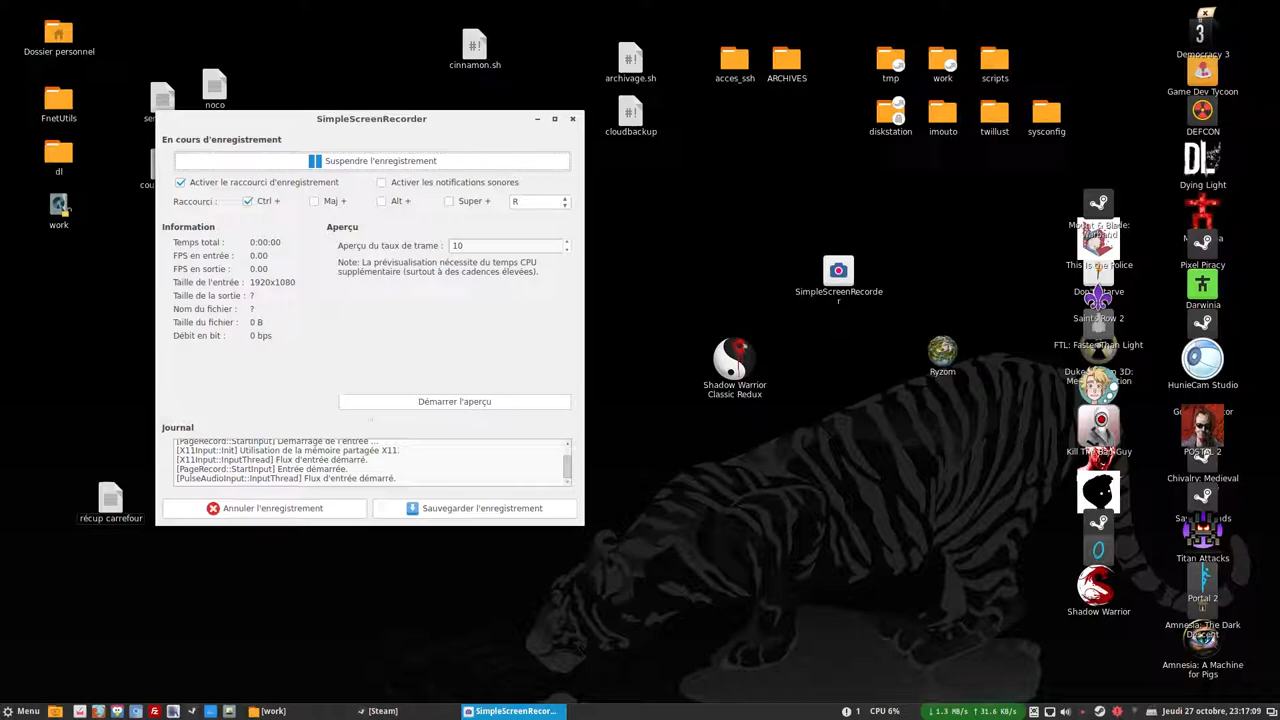 Dossier personnel
FnetUtils
dl
work
noco
cinnamon.sh
archivage.sh
cloudbackup
acces_ssh
ARCHIVES
tmp
work
scripts
diskstation
imouto
twillust
sysconfig
SimpleScreenRecorder
En cours d'enregistrement
Suspendre l'enregistrement
Activer le raccourci d'enregistrement
Activer les notifications sonores
Raccourci :
Ctrl +
Maj +
Alt +
Super +
R
Information
Temps total : 0:00:00
FPS en entrée : 0.00
FPS en sortie : 0.00
Taille de l'entrée : 1920x1080
Taille de la sortie : ?
Nom du fichier : ?
Taille du fichier : 0 B
Débit en bit : 0 bps
Aperçu
Aperçu du taux de trame : 10
Note: La prévisualisation nécessite du temps CPU
supplémentaire (surtout à des cadences élevées).
Démarrer l'aperçu
Journal
[PageRecord::StartInput] Démarrage de l'entrée ...
[X11Input::Init] Utilisation de la mémoire partagée X11.
[X11Input::InputThread] Flux d'entrée démarré.
[PageRecord::StartInput] Entrée démarrée.
[PulseAudioInput::InputThread] Flux d'entrée démarré.
Annuler l'enregistrement
Sauvegarder l'enregistrement
récup carrefour
SimpleScreenRecorde
r
Shadow Warrior
Classic Redux
Ryzom
Mount & Blade:
Warband
This Is the Police
Saints Row 2
FTL: Faster Than Light
Kill The Bad Guy
Shadow Warrior
3
Democracy 3
Game Dev Tycoon
DEFCON
Dying Light
Pixel Piracy
Darwinia
HunieCam Studio
POSTAL 2
Chivalry: Medieval
Titan Attacks
Portal 2
Amnesia: The Dark
Descent
Amnesia: A Machine
for Pigs
Menu
[work]
[Steam]
SimpleScreenRecor...
1
CPU 6%
1.3 MB/s
31.6 KB/s
Jeudi 27 octobre, 23:17:09